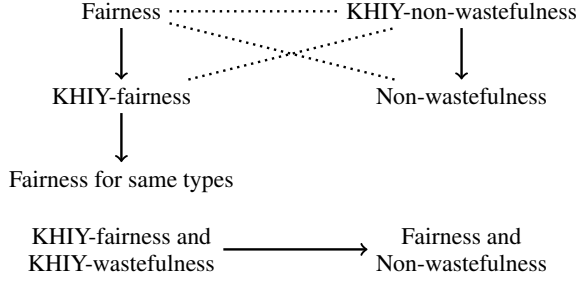 Fairness
KHIY-non-wastefulness
KHIY-fairness
Non-wastefulness
Fairness for same types
KHIY-fairness and
KHIY-wastefulness
Fairness and
Non-wastefulness